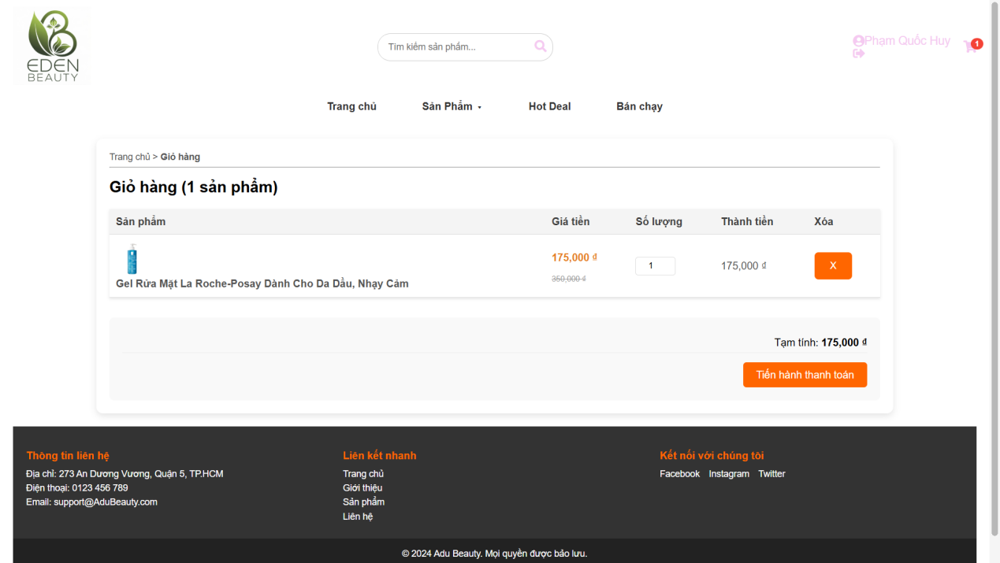 EDEN
BEAUTY
Tìm kiếm sản phẩm...
Phạm Quốc Huy
1
Trang chủ
Sản Phẩm
Hot Deal
Bán chạy
Trang chủ > Giỏ hàng
Giỏ hàng (1 sản phẩm)
Sản phẩm Giá tiền Số lượng Thành tiền Xóa
175,000 ₫
350,000 ₫
1
175,000 ₫
X
Gel Rửa Mặt La Roche-Posay Dành Cho Da Dầu, Nhạy Cảm
Tạm tính: 175,000 ₫
Tiến hành thanh toán
Thông tin liên hệ
Địa chỉ: 273 An Dương Vương, Quận 5, TP.HCM
Điện thoại: 0123 456 789
Email: support@AduBeauty.com
Liên kết nhanh
Trang chủ
Giới thiệu
Sản phẩm
Liên hệ
Kết nối với chúng tôi
Facebook Instagram Twitter
© 2024 Adu Beauty. Mọi quyền được bảo lưu.